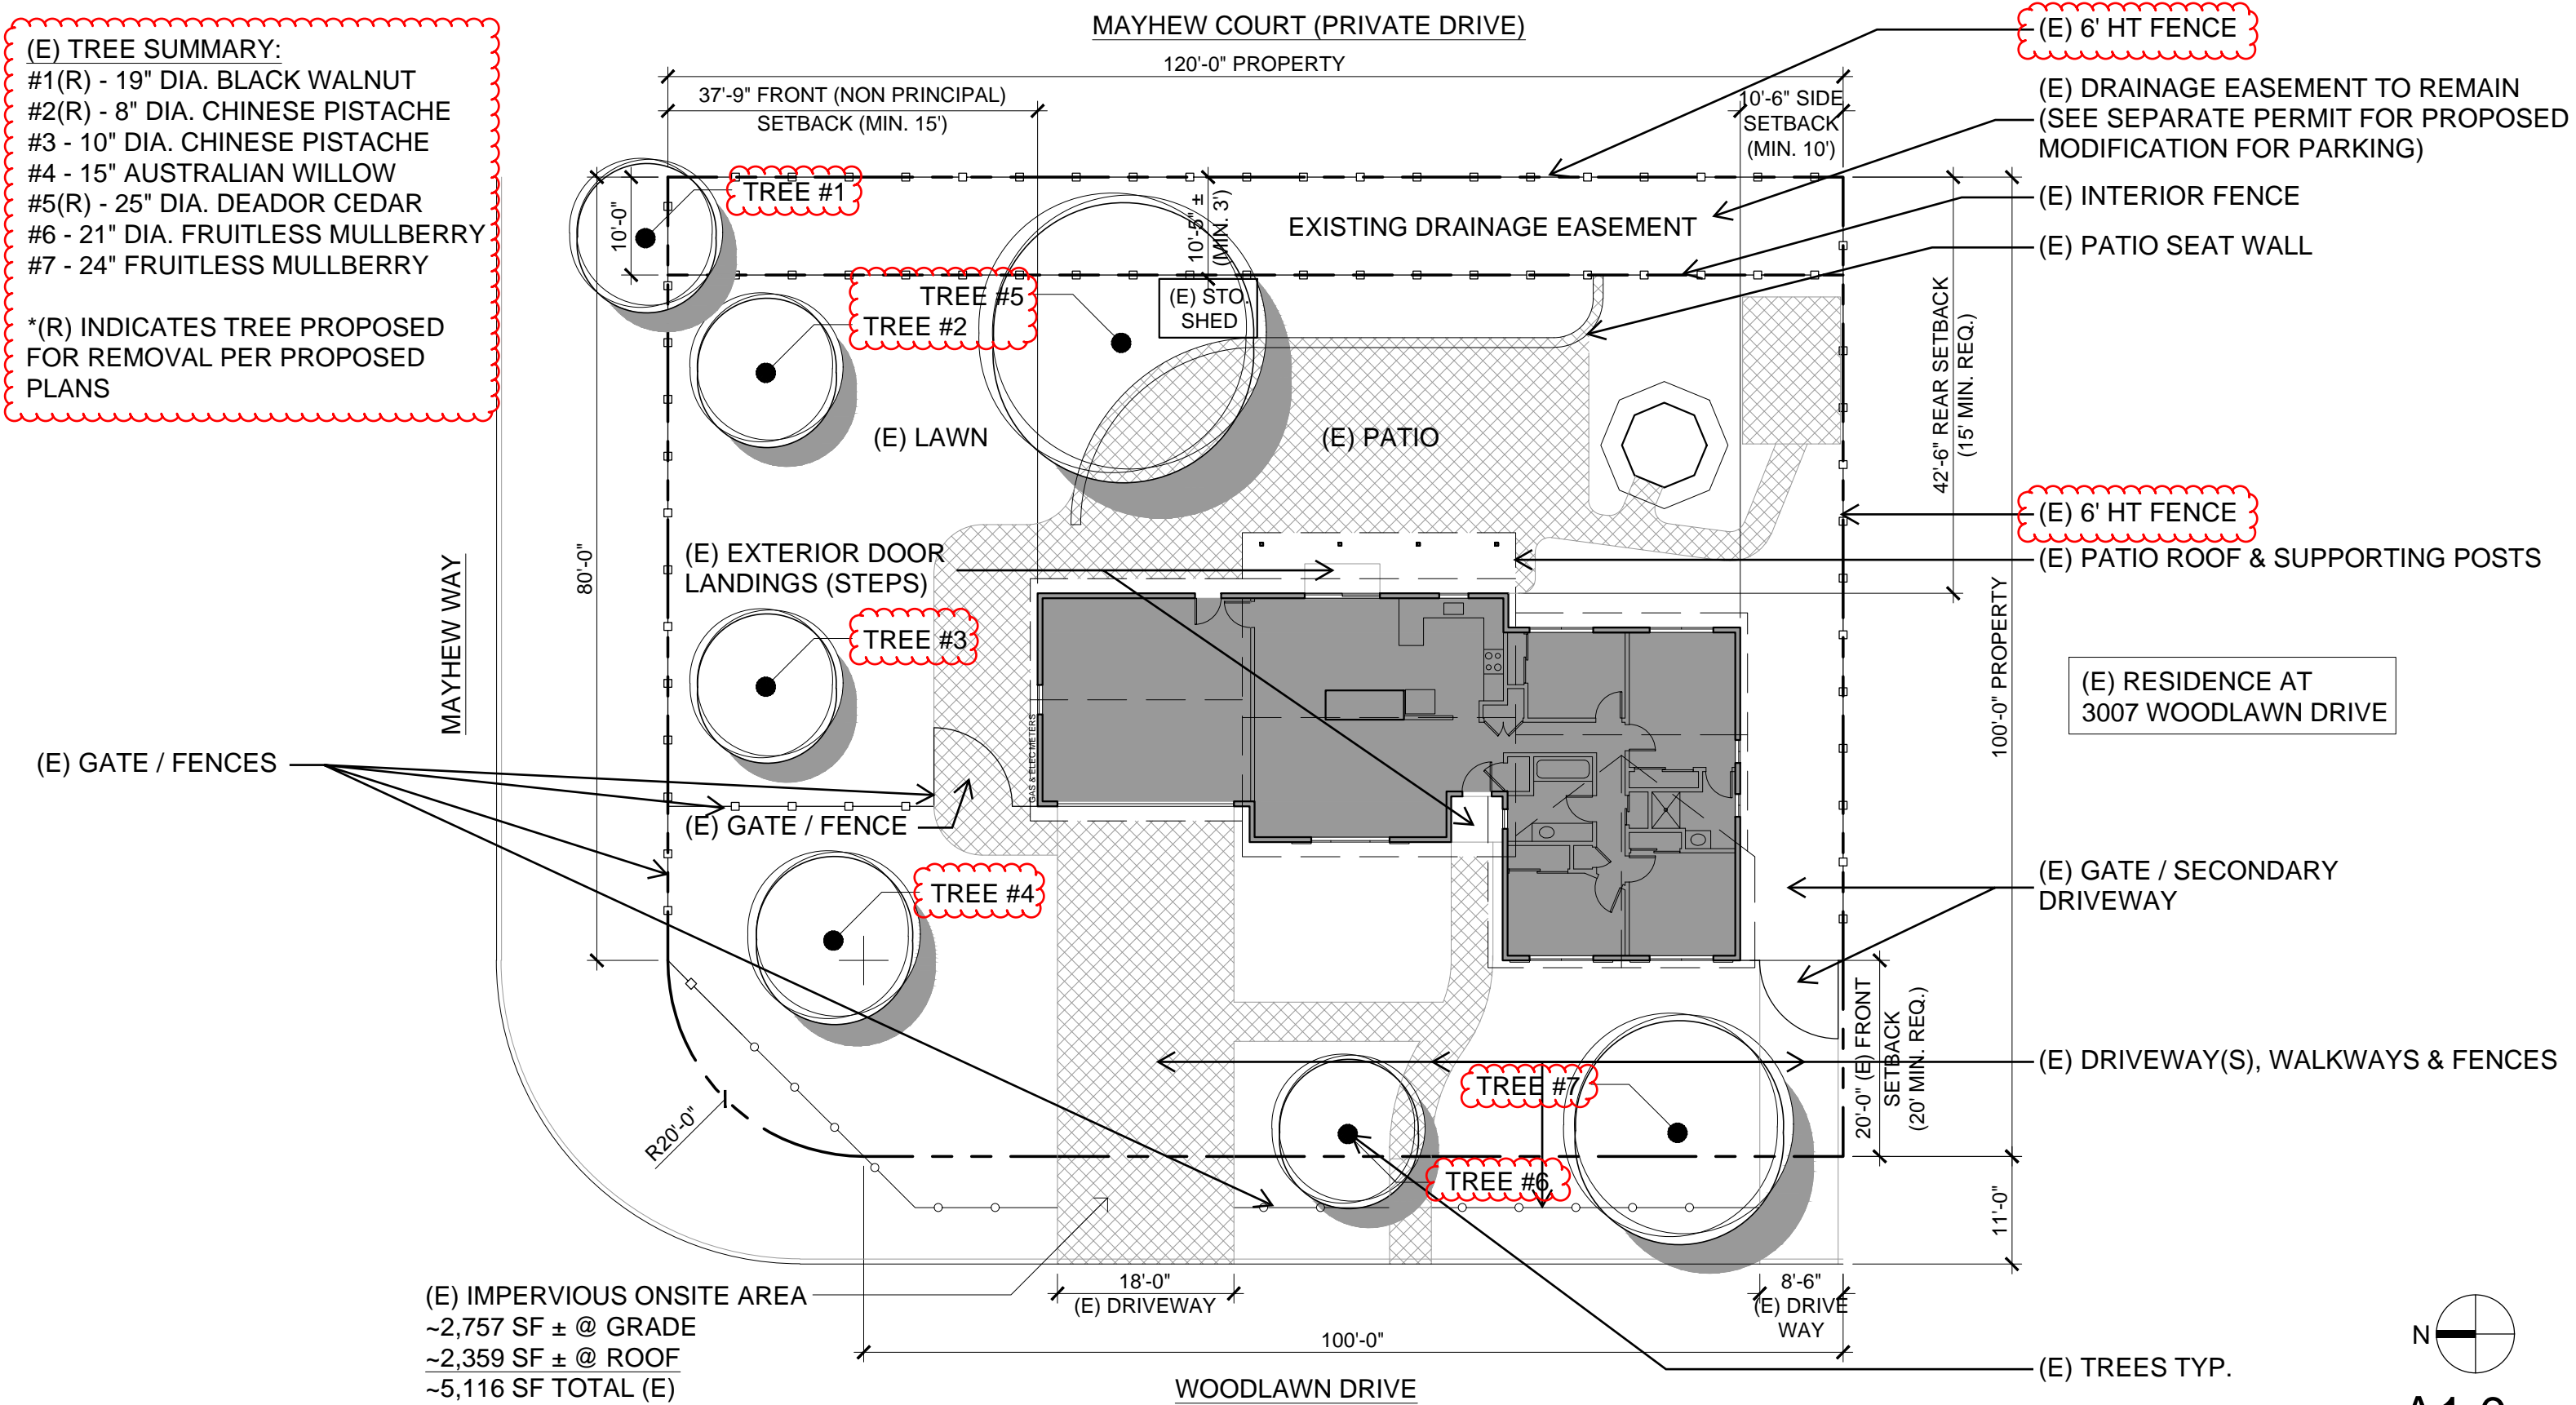 MAYHEW COURT (PRIVATE DRIVE)
120'-0" PROPERTY
37'-9" FRONT (NON PRINCIPAL)
SETBACK (MIN. 15')
10'-6" SIDE
SETBACK
(MIN. 10')
(E) TREE SUMMARY:
#1(R) - 19" DIA. BLACK WALNUT
#2(R) - 8" DIA. CHINESE PISTACHE
#3 - 10" DIA. CHINESE PISTACHE
#4 - 15" AUSTRALIAN WILLOW
#5(R) - 25" DIA. DEADOR CEDAR
#6 - 21" DIA. FRUITLESS MULLBERRY
#7 - 24" FRUITLESS MULLBERRY
*(R) INDICATES TREE PROPOSED
FOR REMOVAL PER PROPOSED
PLANS
(E) 6' HT FENCE
(E) DRAINAGE EASEMENT TO REMAIN
(SEE SEPARATE PERMIT FOR PROPOSED
MODIFICATION FOR PARKING)
(E) INTERIOR FENCE
(E) PATIO SEAT WALL
TREE #1
10'-0"
10'-5" ±
(MIN. 3')
EXISTING DRAINAGE EASEMENT
TREE #5
TREE #2
(E) STO.
SHED
(E) LAWN
(E) PATIO
42'-6" REAR SETBACK
(15' MIN. REQ.)
(E) 6' HT FENCE
(E) PATIO ROOF & SUPPORTING POSTS
80'-0"
(E) EXTERIOR DOOR
LANDINGS (STEPS)
MAYHEW WAY
TREE #3
100'-0" PROPERTY
(E) RESIDENCE AT
3007 WOODLAWN DRIVE
(E) GATE / FENCES
GAS & ELEC METERS
(E) GATE / FENCE
TREE #4
(E) GATE / SECONDARY
DRIVEWAY
20'-0" (E) FRONT
SETBACK
(20' MIN. REQ.)
(E) DRIVEWAY(S), WALKWAYS & FENCES
TREE #7
R20'-0"
TREE #6
11'-0"
(E) IMPERVIOUS ONSITE AREA
~2,757 SF ± @ GRADE
~2,359 SF ± @ ROOF
~5,116 SF TOTAL (E)
18'-0"
(E) DRIVEWAY
8'-6"
(E) DRIVE
WAY
100'-0"
(E) TREES TYP.
N
WOODLAWN DRIVE